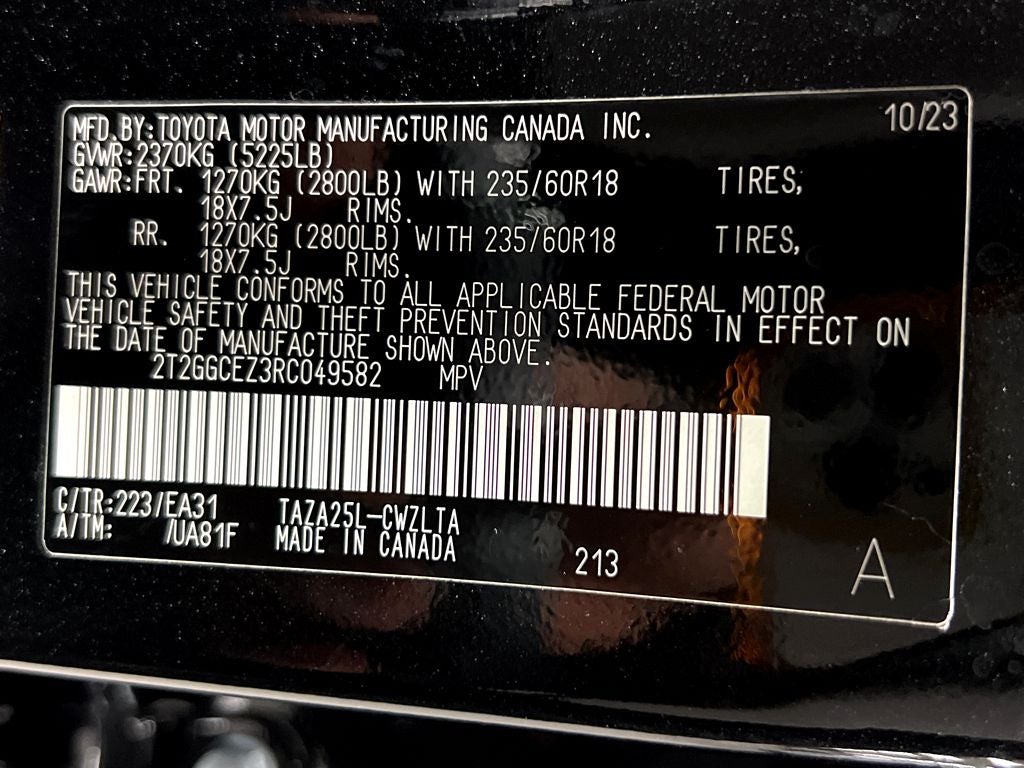 10/23
MFD.BY:TOYOTA MOTOR MANUFACTURING CANADA INC.
GVWR:2370KG (5225LB)
GAWR:FRT. 1270KG (2800LB) WITH 235/60R18 TIRES,
18X7.5J RIMS.
RR. 1270KG (2800LB) WITH 235/60R18 TIRES,
18X7.5J RIMS.
THIS VEHICLE CONFORMS TO ALL APPLICABLE FEDERAL MOTOR
VEHICLE SAFETY AND THEFT PREVENTION STANDARDS IN EFFECT ON
THE DATE OF MANUFACTURE SHOWN ABOVE.
2T2GGCEZ3RC049582 MPV
C/TR:223/EA31 TAZA25L-CWZLTA
A/TM: /UA81F MADE IN CANADA
213
A